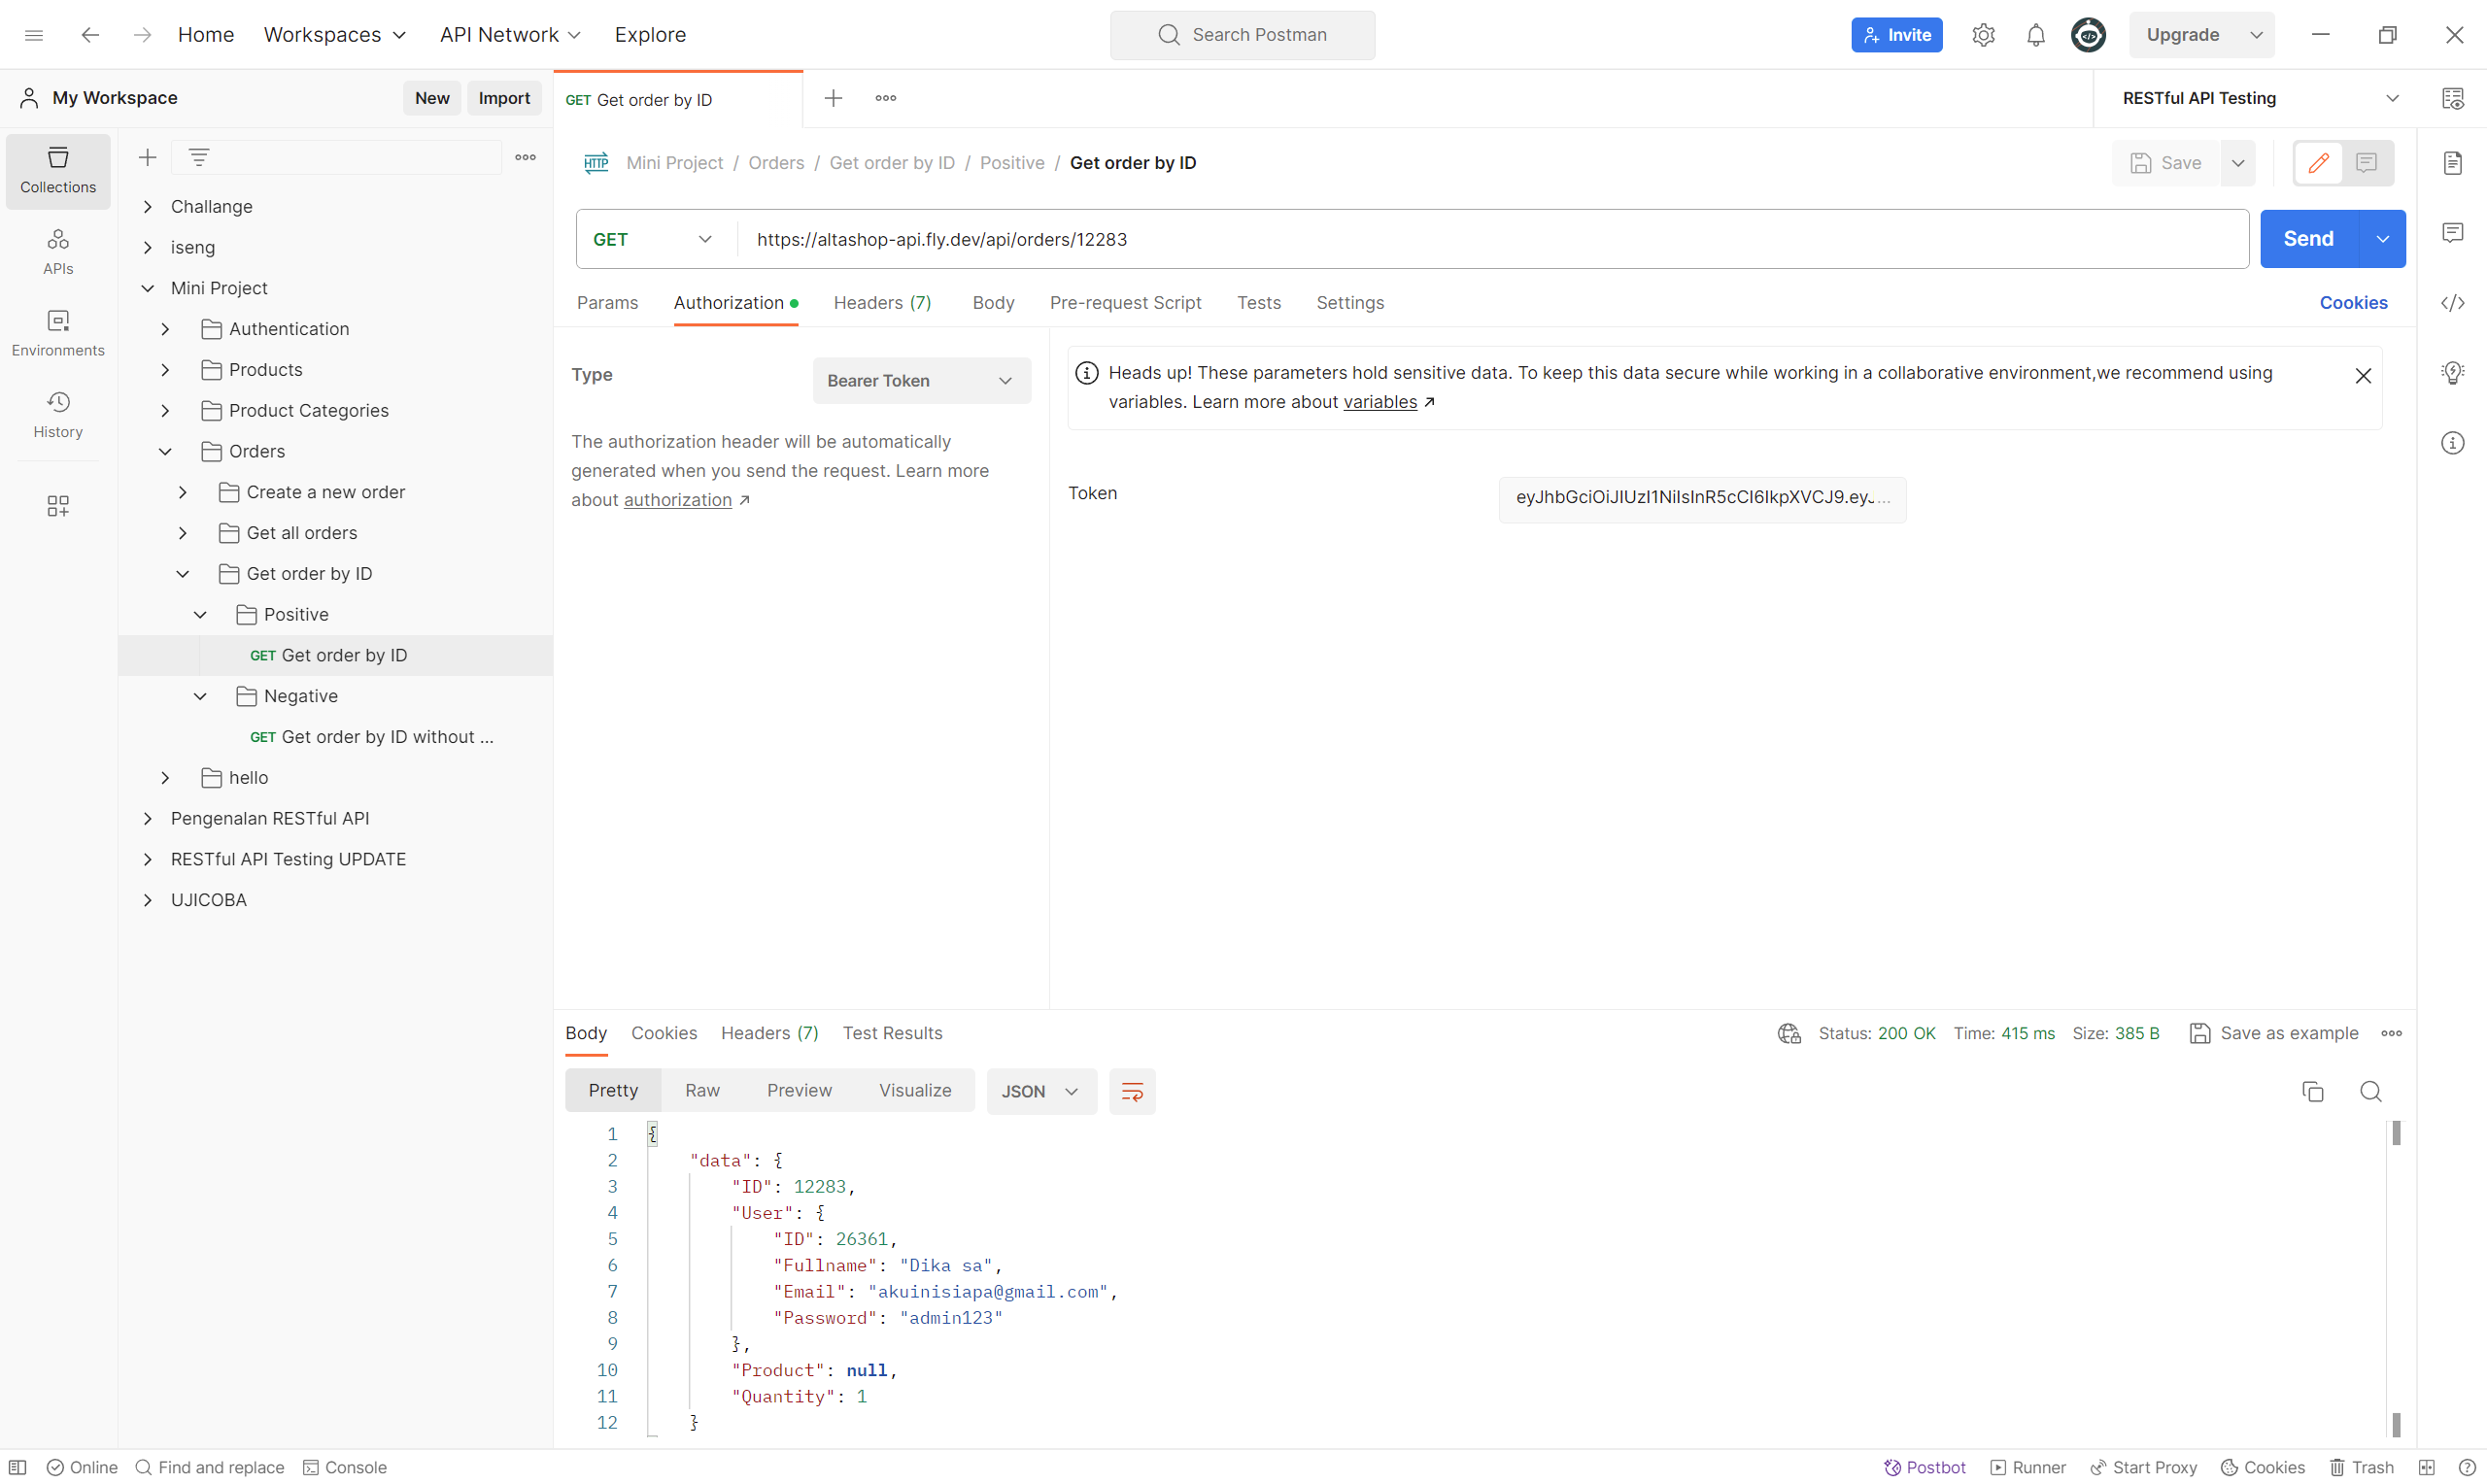 Home Workspaces API Network Explore Search Postman Invite Upgrade
My Workspace New Import
GET Get order by ID
RESTful API Testing
Collections
APIs
Environments
History
Challange
iseng
Mini Project
Authentication
Products
Product Categories
Orders
Create a new order
Get all orders
Get order by ID
Positive
GET Get order by ID
Negative
GET Get order by ID without ...
hello
Pengenalan RESTful API
RESTful API Testing UPDATE
UJICOBA
HTTP Mini Project / Orders / Get order by ID / Positive / Get order by ID
Save
GET https://altashop-api.fly.dev/api/orders/12283 Send
Params Authorization Headers (7) Body Pre-request Script Tests Settings Cookies
Type Bearer Token
The authorization header will be automatically
generated when you send the request. Learn more
about authorization ↗
Heads up! These parameters hold sensitive data. To keep this data secure while working in a collaborative environment,we recommend using
variables. Learn more about variables ↗
Token eyJhbGciOiJIUzI1NiIsInR5cCI6IkpXVCJ9.eyJ...
Body Cookies Headers (7) Test Results Status: 200 OK Time: 415 ms Size: 385 B Save as example
Pretty Raw Preview Visualize JSON
1 {
2 "data": {
3 "ID": 12283,
4 "User": {
5 "ID": 26361,
6 "Fullname": "Dika sa",
7 "Email": "akuinisiapa@gmail.com",
8 "Password": "admin123"
9 },
10 "Product": null,
11 "Quantity": 1
12 }
Online Find and replace Console Postbot Runner Start Proxy Cookies Trash